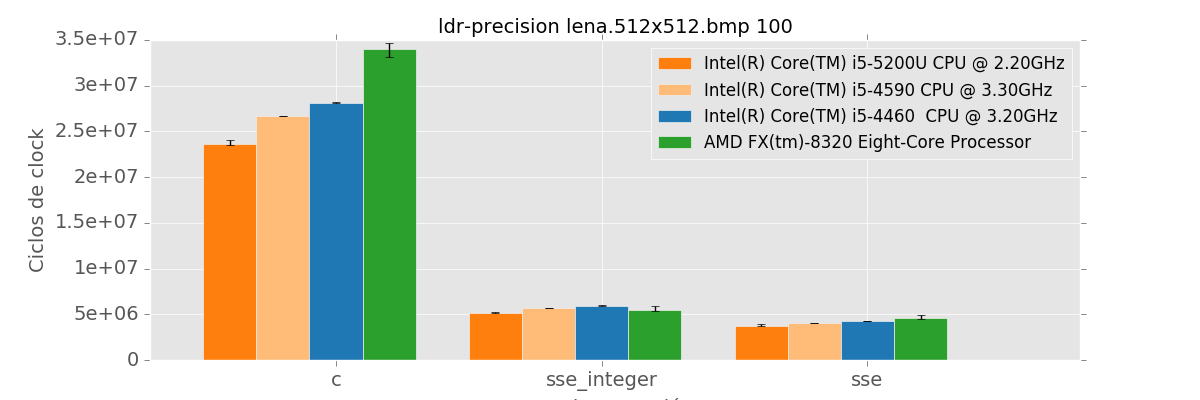 ldr-precision lena.512x512.bmp 100
3.5e+07
3e+07
2.5e+07
2e+07
1.5e+07
1e+07
5e+06
0
Ciclos de clock
Intel(R) Core(TM) i5-5200U CPU @ 2.20GHz
Intel(R) Core(TM) i5-4590 CPU @ 3.30GHz
Intel(R) Core(TM) i5-4460  CPU @ 3.20GHz
AMD FX(tm)-8320 Eight-Core Processor
c
sse_integer
sse